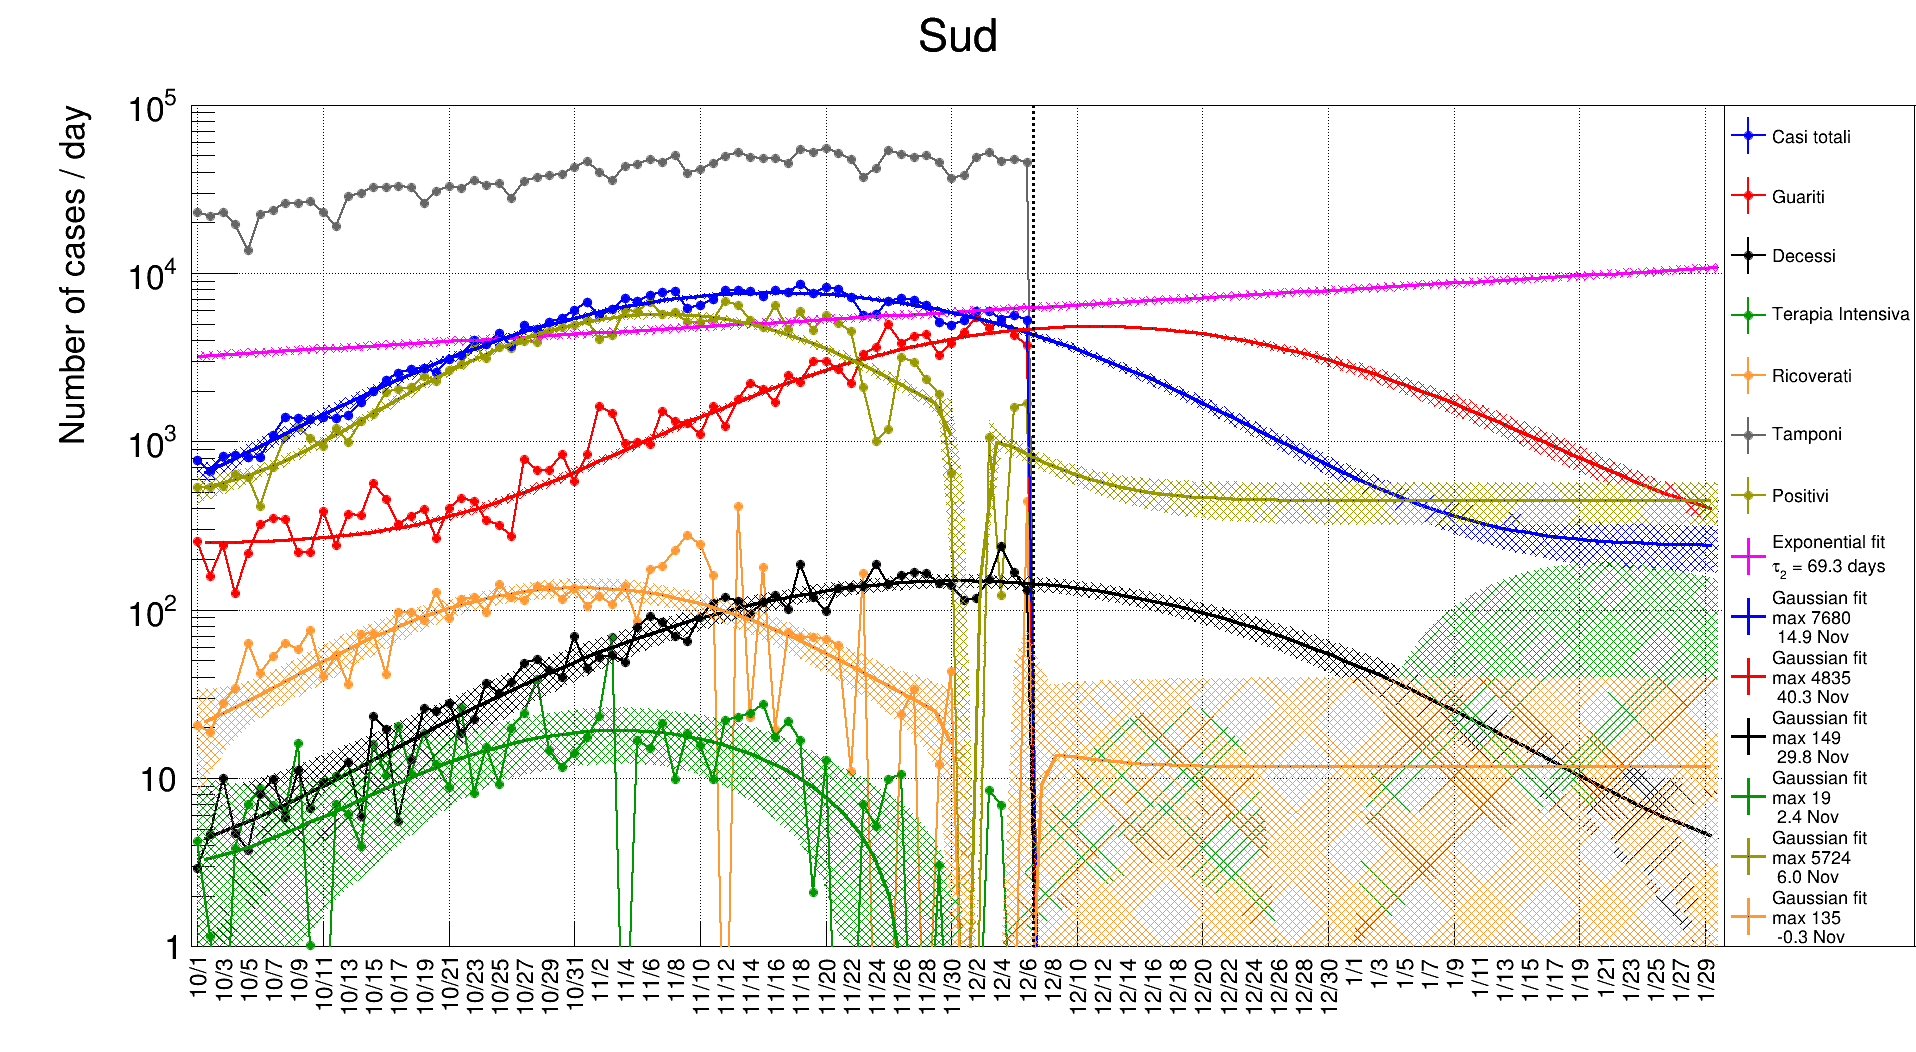 Sud
Number of cases / day
10^5
10^4
10^3
10^2
10
1
10/1 10/3 10/5 10/7 10/9 10/11 10/13 10/15 10/17 10/19 10/21 10/23 10/25 10/27 10/29 10/31 11/2 11/4 11/6 11/8 11/10 11/12 11/14 11/16 11/18 11/20 11/22 11/24 11/26 11/28 11/30 12/2 12/4 12/6 12/8 12/10 12/12 12/14 12/16 12/18 12/20 12/22 12/24 12/26 12/28 12/30 1/1 1/3 1/5 1/7 1/9 1/11 1/13 1/15 1/17 1/19 1/21 1/23 1/25 1/27 1/29
Casi totali
Guariti
Decessi
Terapia Intensiva
Ricoverati
Tamponi
Positivi
Exponential fit
τ2 = 69.3 days
Gaussian fit
max 7680
14.9 Nov
Gaussian fit
max 4835
40.3 Nov
Gaussian fit
max 149
29.8 Nov
Gaussian fit
max 19
2.4 Nov
Gaussian fit
max 5724
6.0 Nov
Gaussian fit
max 135
-0.3 Nov